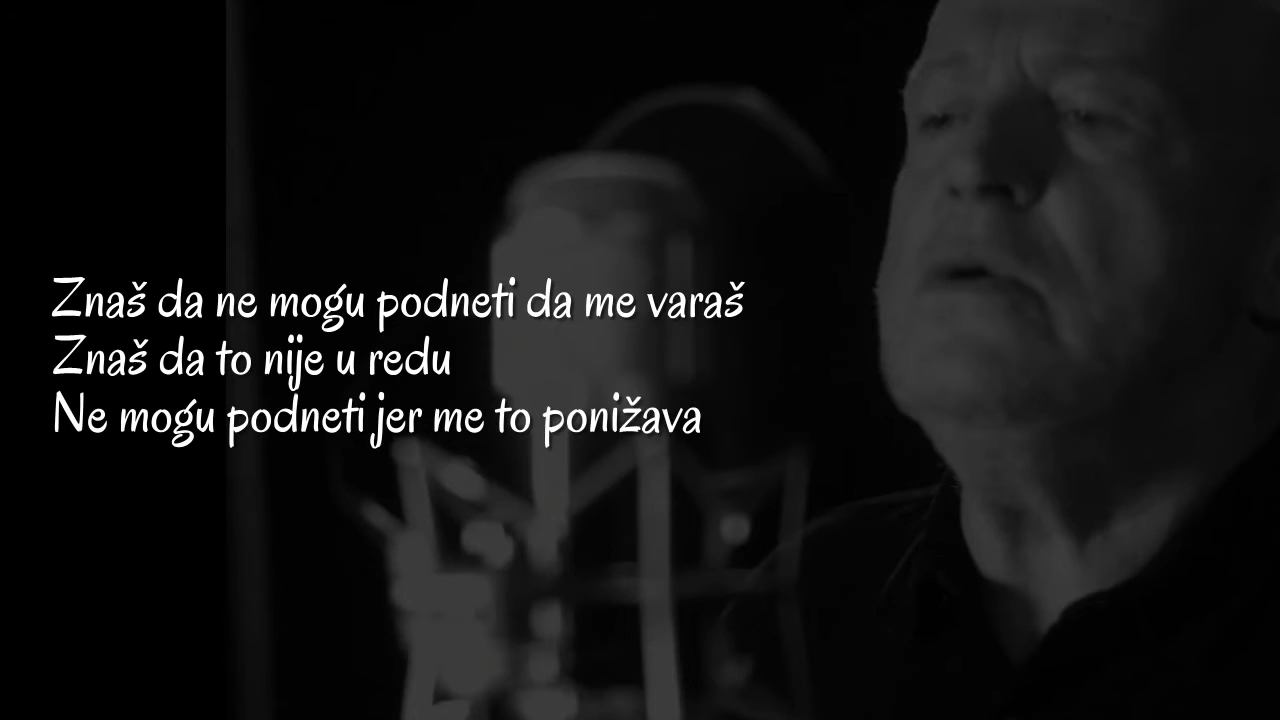 Znaš da ne mogu podneti da me varaš
Znaš da to nije u redu
Ne mogu podneti jer me to ponižava